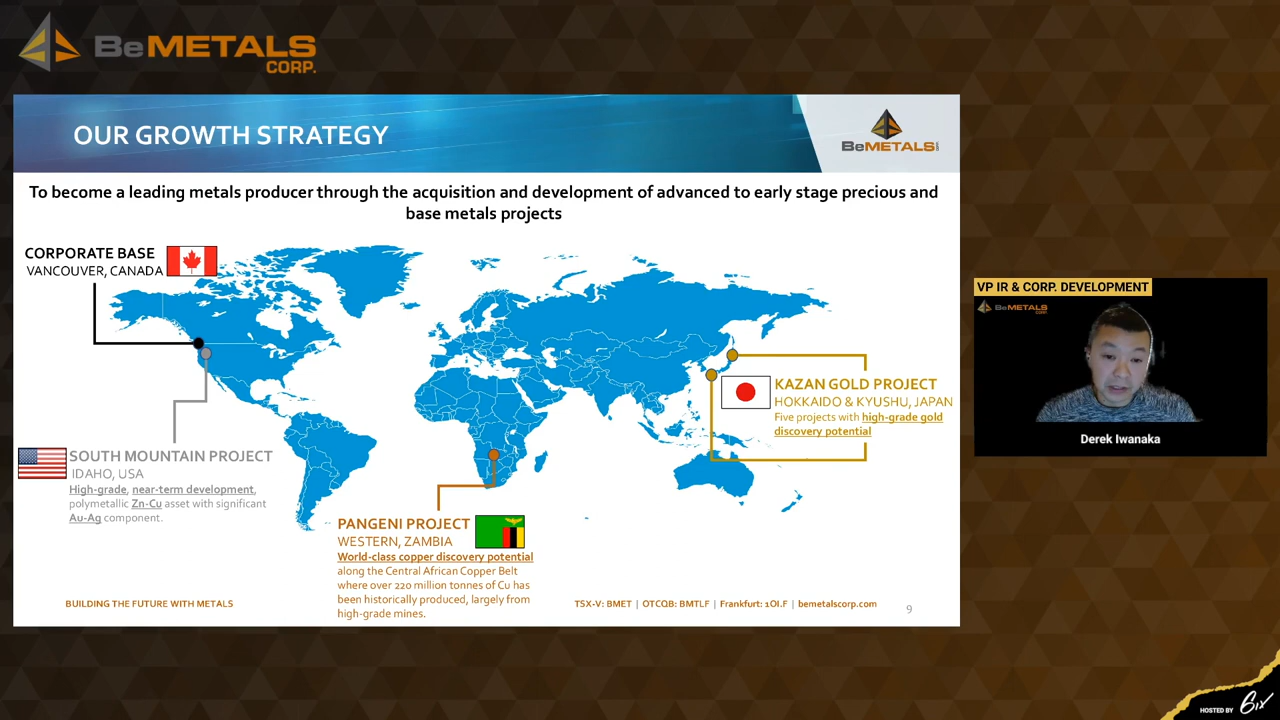 BeMETALS
CORP.
OUR GROWTH STRATEGY
BeMETALS CORP.
To become a leading metals producer through the acquisition and development of advanced to early stage precious and
base metals projects
CORPORATE BASE
VANCOUVER, CANADA
KAZAN GOLD PROJECT
HOKKAIDO & KYUSHU, JAPAN
Five projects with high-grade gold
discovery potential
SOUTH MOUNTAIN PROJECT
IDAHO, USA
High-grade, near-term development,
polymetallic Zn-Cu asset with significant
Au-Ag component.
PANGENI PROJECT
WESTERN, ZAMBIA
World-class copper discovery potential
along the Central African Copper Belt
where over 220 million tonnes of Cu has
been historically produced, largely from
high-grade mines.
BUILDING THE FUTURE WITH METALS
TSX-V: BMET | OTCQB: BMTLF | Frankfurt: 1OI.F | bemetalscorp.com
9
VP IR & CORP. DEVELOPMENT
BeMETALS
CORP.
Derek Iwanaka
HOSTED BY 6ix